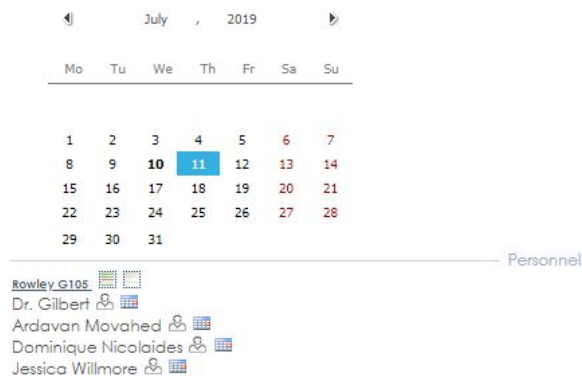 July , 2019
Mo Tu We Th Fr Sa Su
1 2 3 4 5 6 7
8 9 10 11 12 13 14
15 16 17 18 19 20 21
22 23 24 25 26 27 28
29 30 31
Personnel
Rowley G105
Dr. Gilbert
Ardavan Movahed
Dominique Nicolaides
Jessica Willmore